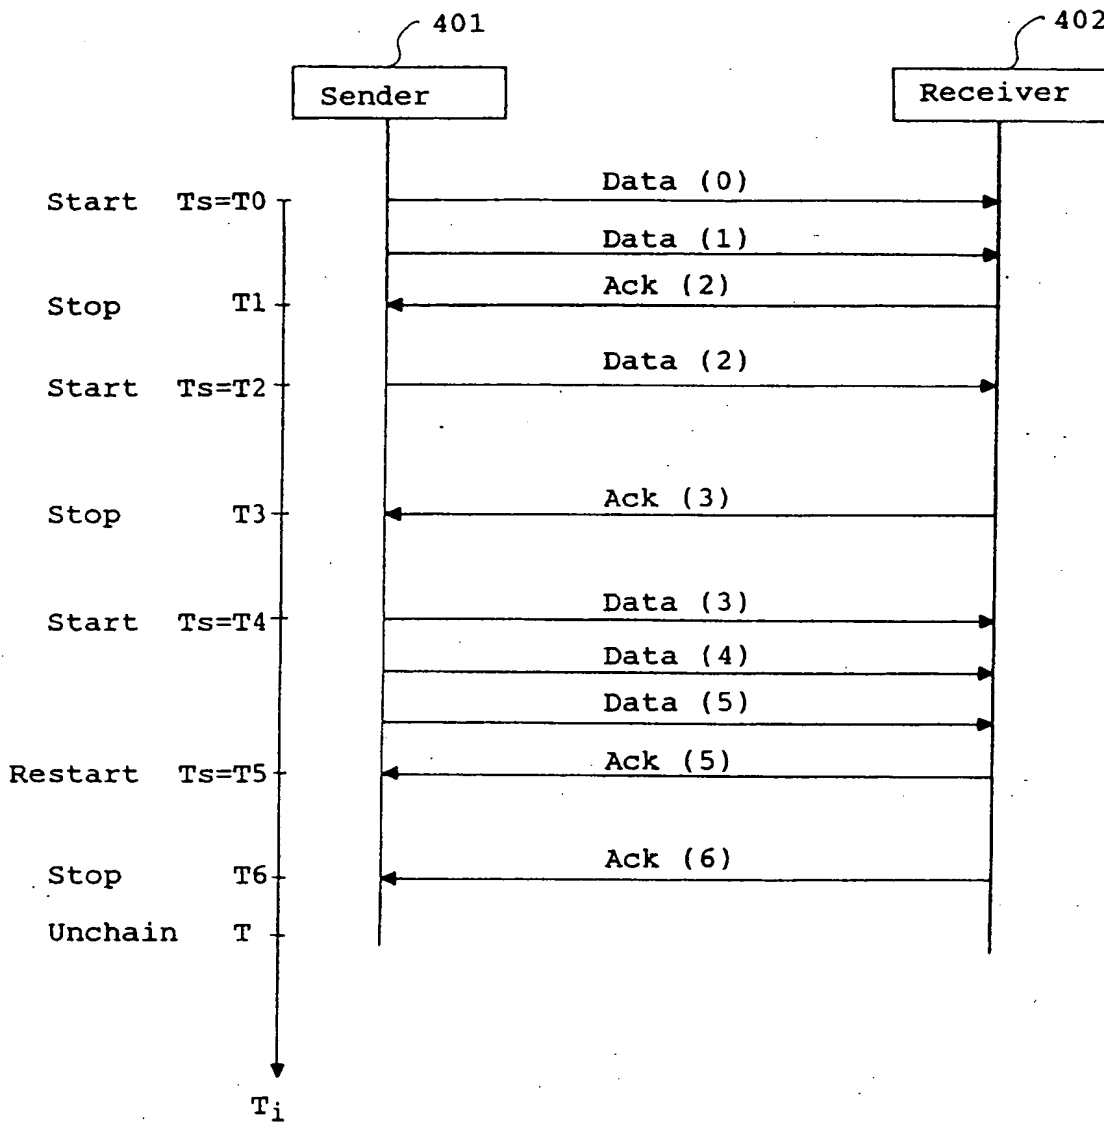 401
402
Sender
Receiver
Data (0)
Start Ts=T0
Data (1)
Ack (2)
Stop T1
Data (2)
Start Ts=T2
Ack (3)
Stop T3
Data (3)
Start Ts=T4
Data (4)
Data (5)
Ack (5)
Restart Ts=T5
Ack (6)
Stop T6
Unchain T
Ti